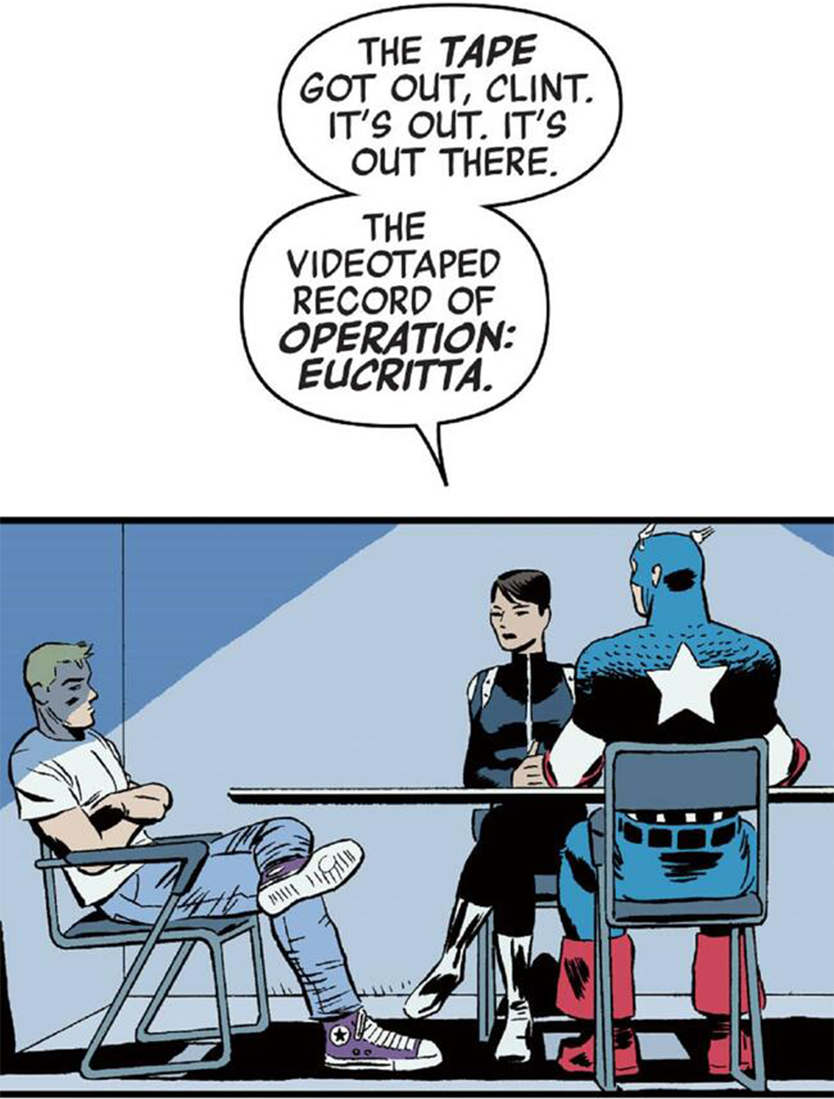 THE TAPE
GOT OUT, CLINT.
IT'S OUT. IT'S
OUT THERE.
THE
VIDEOTAPED
RECORD OF
OPERATION:
EUCRITTA.